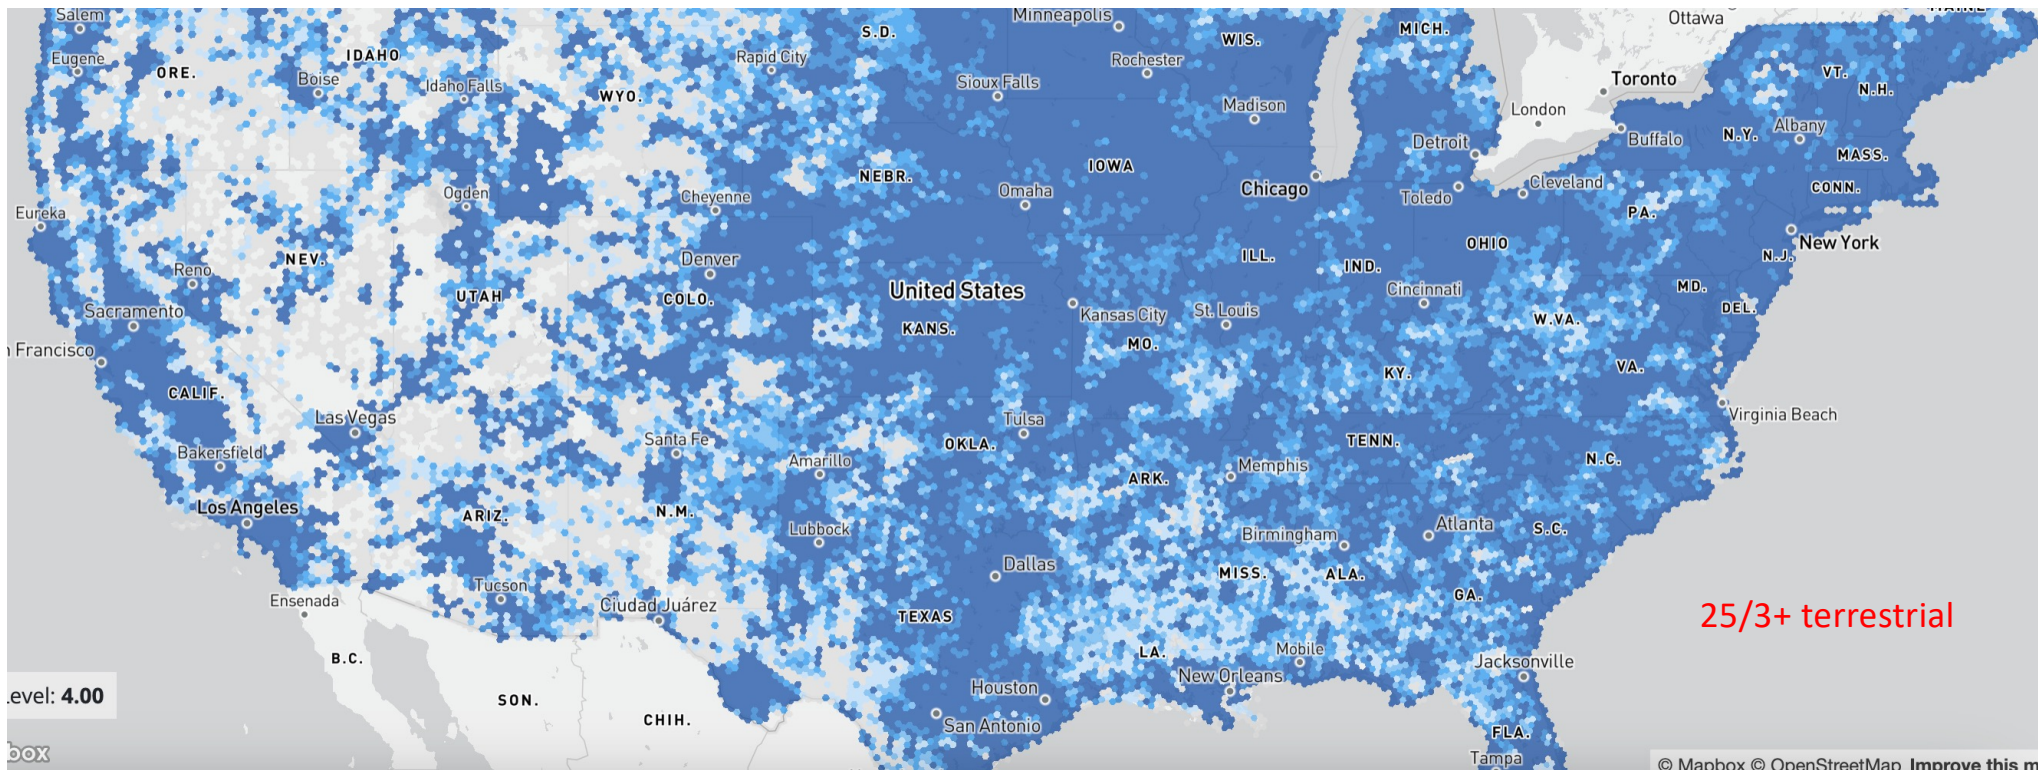 Salem
Minneapolis
Ottawa
MAINE
Eugene
IDAHO
S.D.
WIS.
MICH.
ORE.
Boise
Idaho Falls
WYO.
Rapid City
Sioux Falls
Rochester
Madison
Toronto
London
VT.
N.H.
Detroit
Buffalo
N.Y.
Albany
MASS.
Eureka
Ogden
Cheyenne
NEBR.
Omaha
IOWA
Chicago
Toledo
Cleveland
CONN.
PA.
Reno
NEV.
Denver
ILL.
IND.
OHIO
N.J.
New York
Sacramento
UTAH
COLO.
United States
KANS.
Kansas City
St. Louis
Cincinnati
W.VA.
MD.
DEL.
n Francisco
CALIF.
Las Vegas
MO.
KY.
VA.
Virginia Beach
Bakersfield
Santa Fe
Amarillo
OKLA.
Tulsa
ARK.
Memphis
TENN.
N.C.
Los Angeles
ARIZ.
N.M.
Lubbock
Dallas
Birmingham
Atlanta
S.C.
Ensenada
Tucson
Ciudad Juárez
TEXAS
MISS.
ALA.
GA.
25/3+ terrestrial
B.C.
SON.
CHIH.
LA.
Mobile
New Orleans
Jacksonville
Level: 4.00
Houston
San Antonio
FLA.
Tampa
box
© Mapbox © OpenStreetMap Improve this m